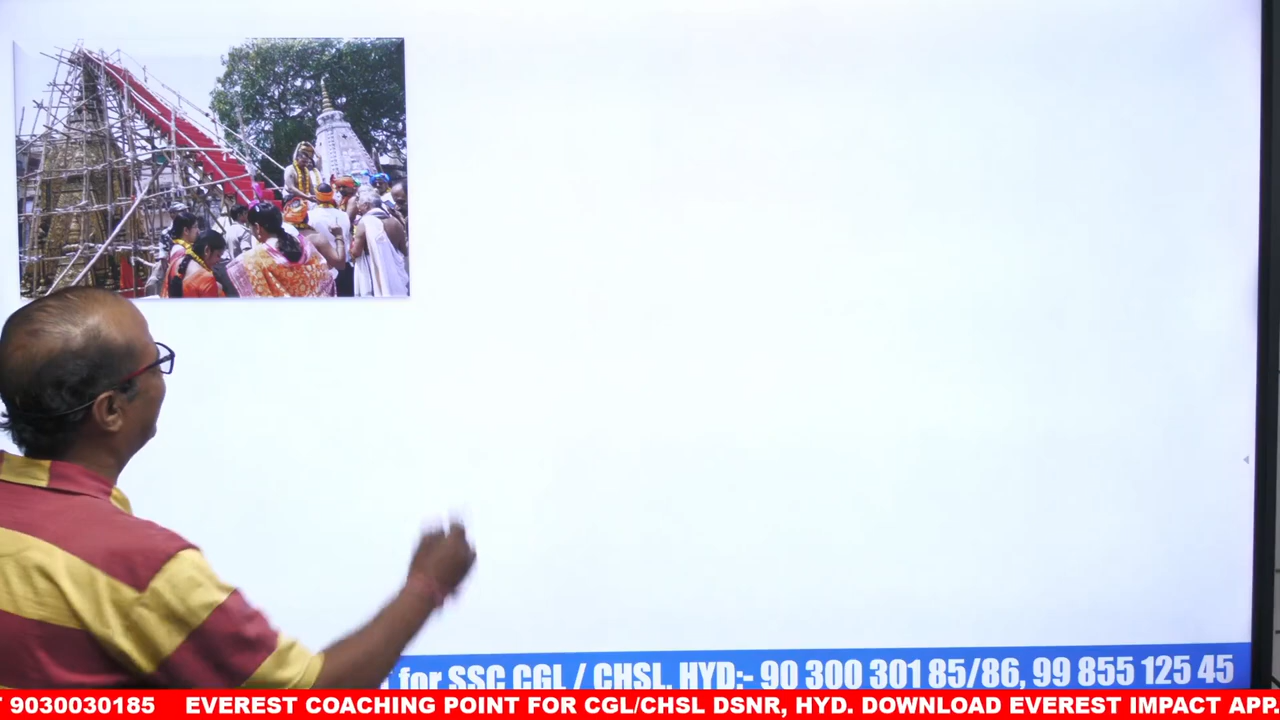 for SSC CGL / CHSL, HYD:- 90 300 301 85/86, 99 855 125 45
9030030185 EVEREST COACHING POINT FOR CGL/CHSL DSNR, HYD. DOWNLOAD EVEREST IMPACT APP.